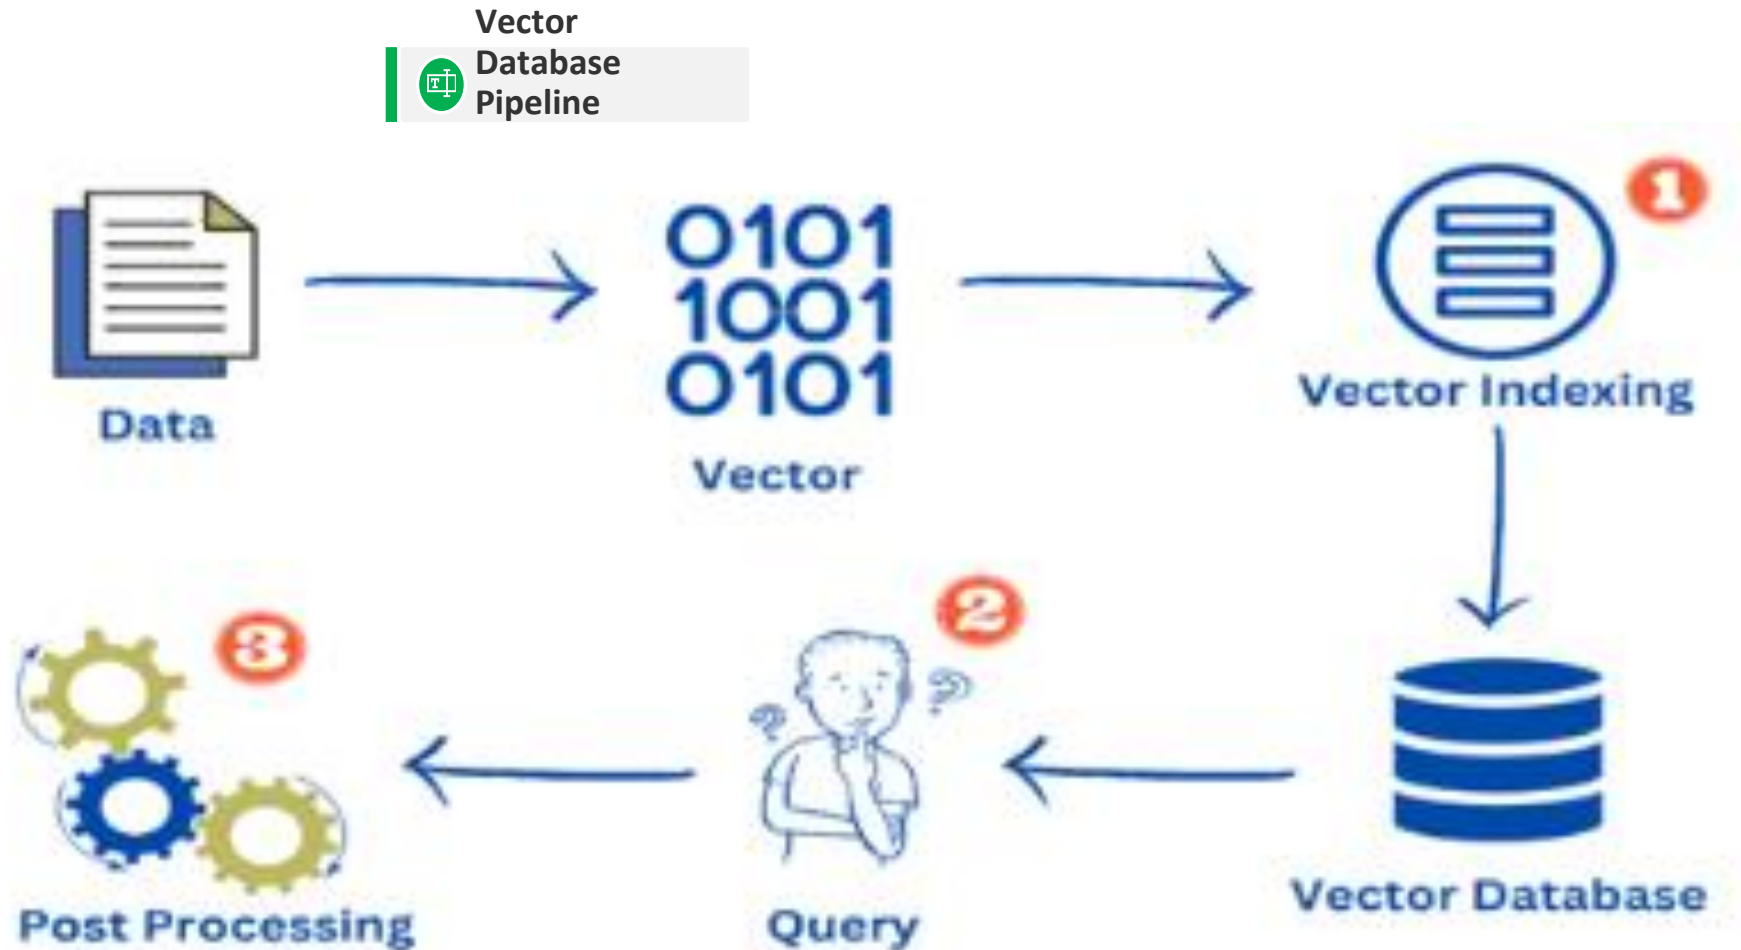 Vector
Database
Pipeline
T
1
0101
1001
0101
Data
Vector
Vector Indexing
3
2
? ?
Post Processing
Query
Vector Database